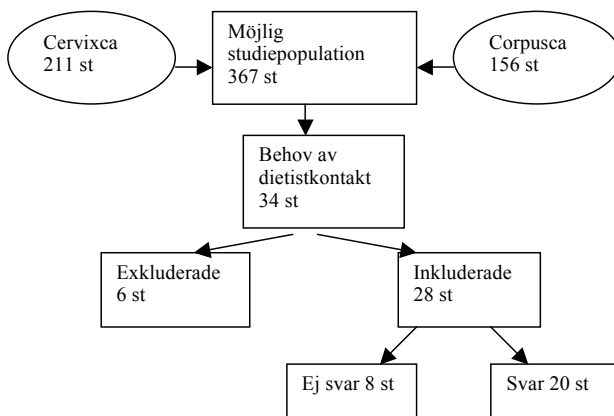 Cervixca
211 st
Möjlig
studiepopulation
367 st
Corpusca
156 st
Behov av
dietistkontakt
34 st
Exkluderade
6 st
Inkluderade
28 st
Ej svar 8 st
Svar 20 st